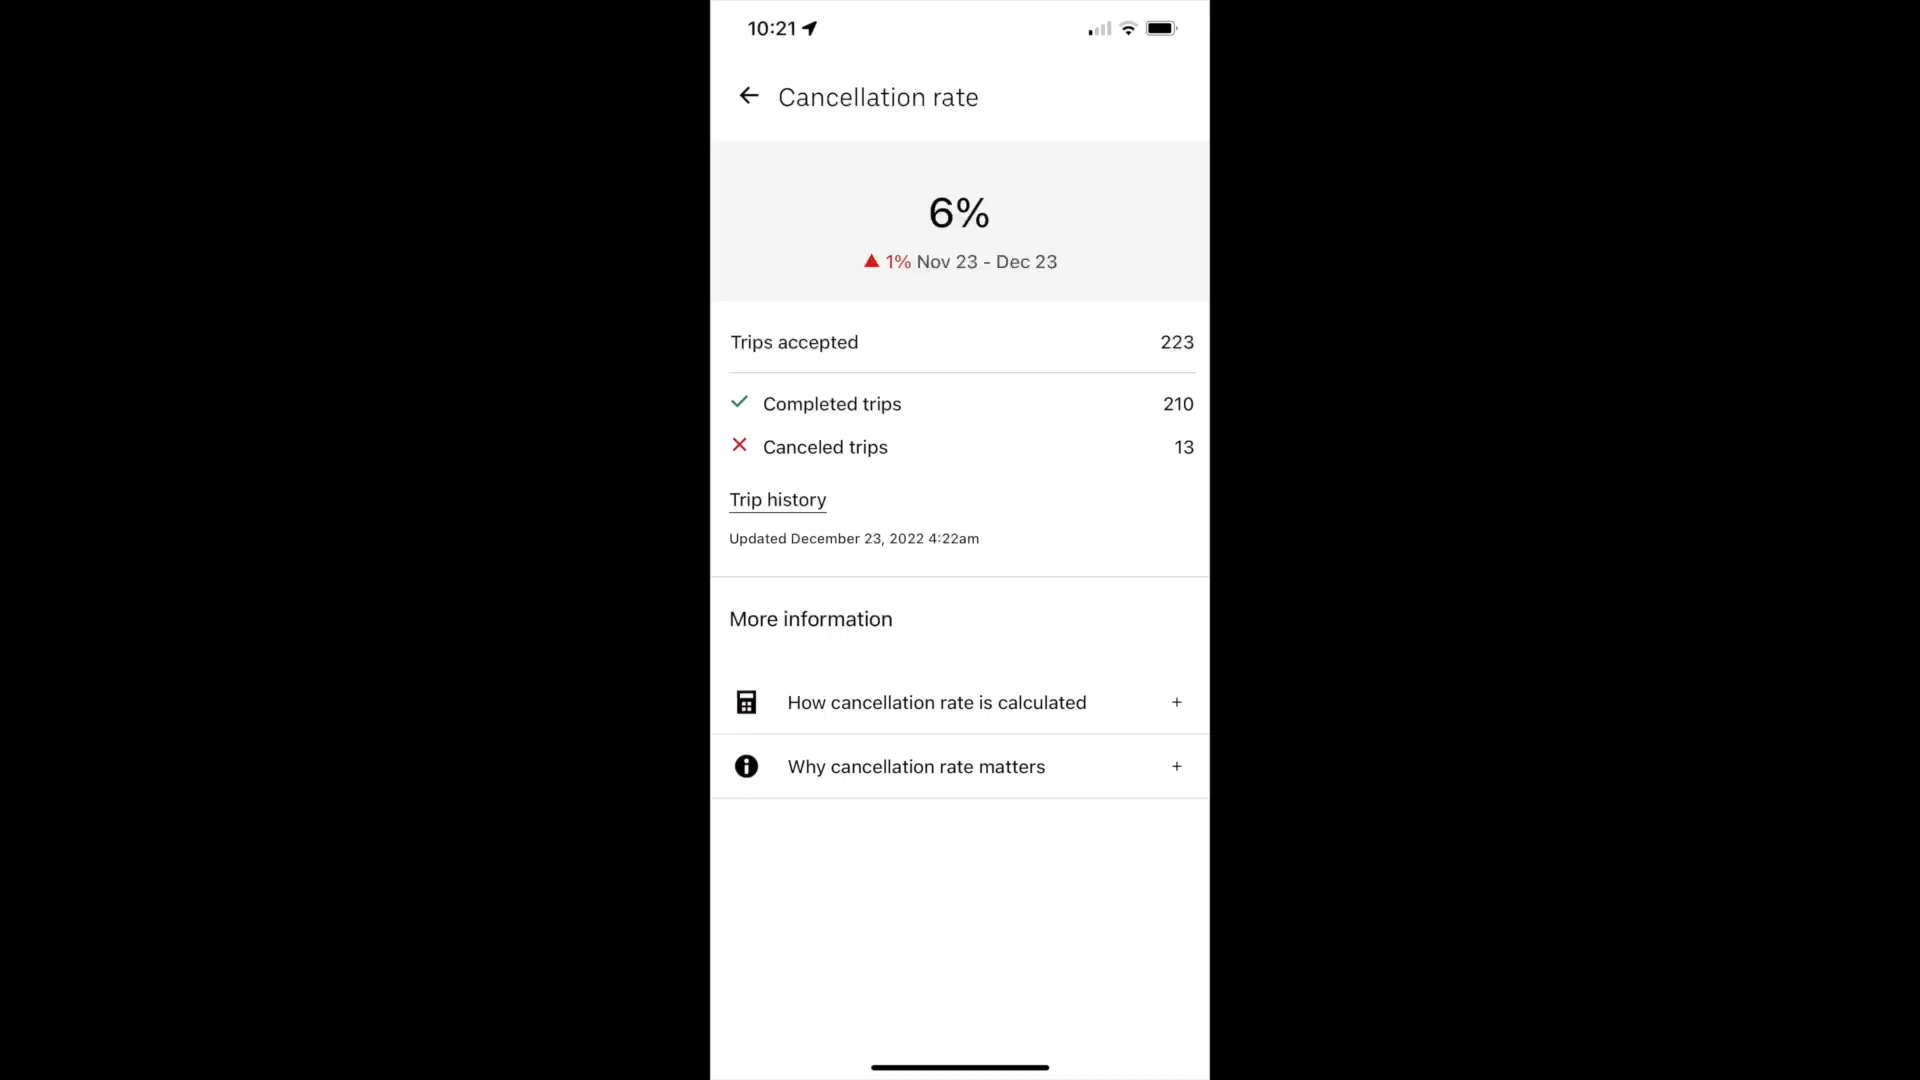 10:21
Cancellation rate
6%
1% Nov 23 - Dec 23
Trips accepted 223
Completed trips 210
Canceled trips 13
Trip history
Updated December 23, 2022 4:22am
More information
How cancellation rate is calculated +
Why cancellation rate matters +